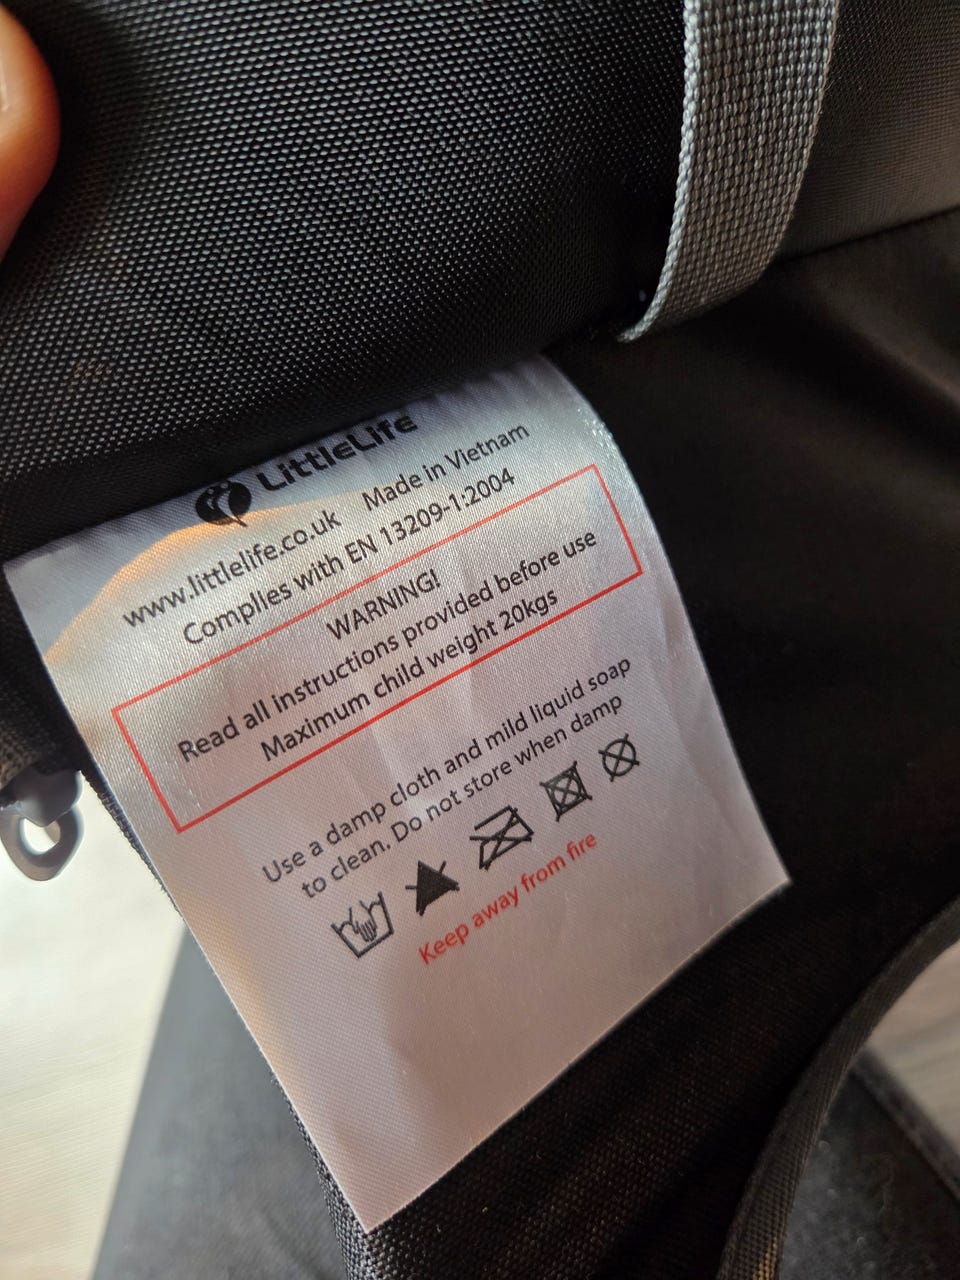 LittleLife
www.littlelife.co.uk Made in Vietnam
Complies with EN 13209-1:2004
WARNING!
Read all instructions provided before use
Maximum child weight 20kgs
Use a damp cloth and mild liquid soap
to clean. Do not store when damp
Keep away from fire